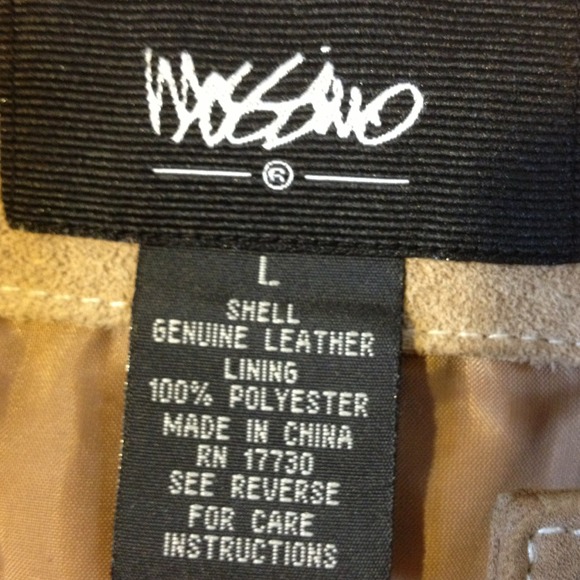 Mossimo
®
L
SHELL
GENUINE LEATHER
LINING
100% POLYESTER
MADE IN CHINA
RN 17730
SEE REVERSE
FOR CARE
INSTRUCTIONS